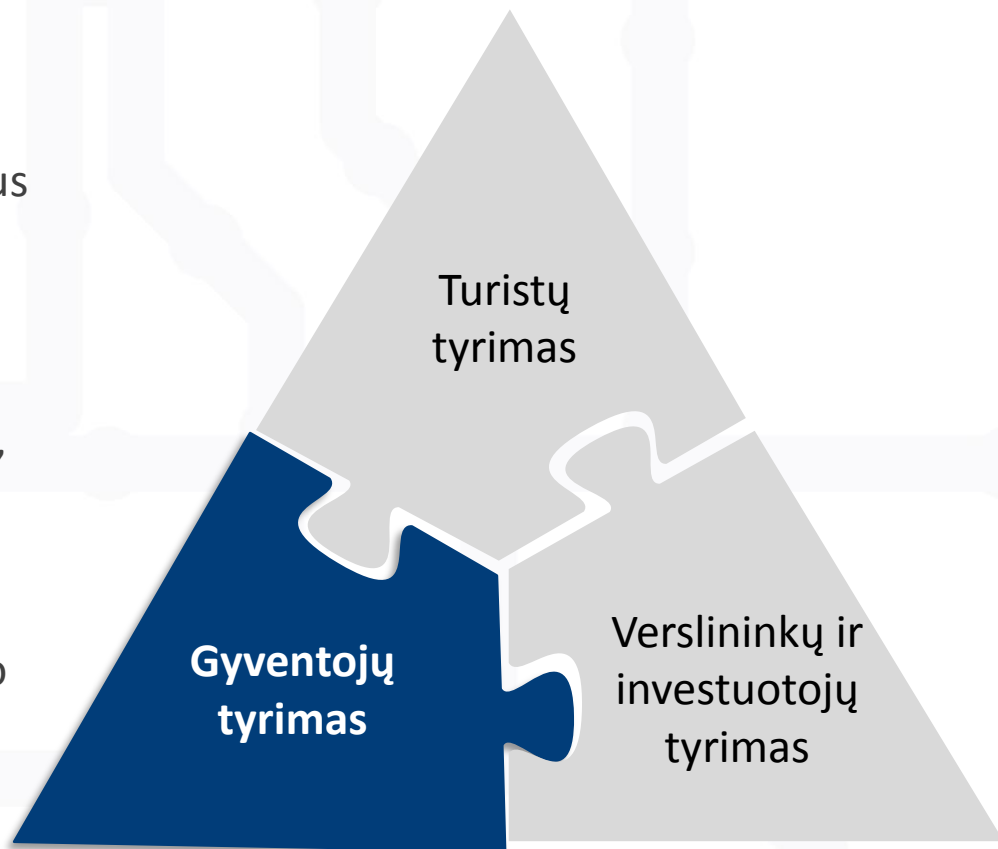 Turistų
tyrimas
Gyventojų
tyrimas
Verslininkų ir
investuotojų
tyrimas